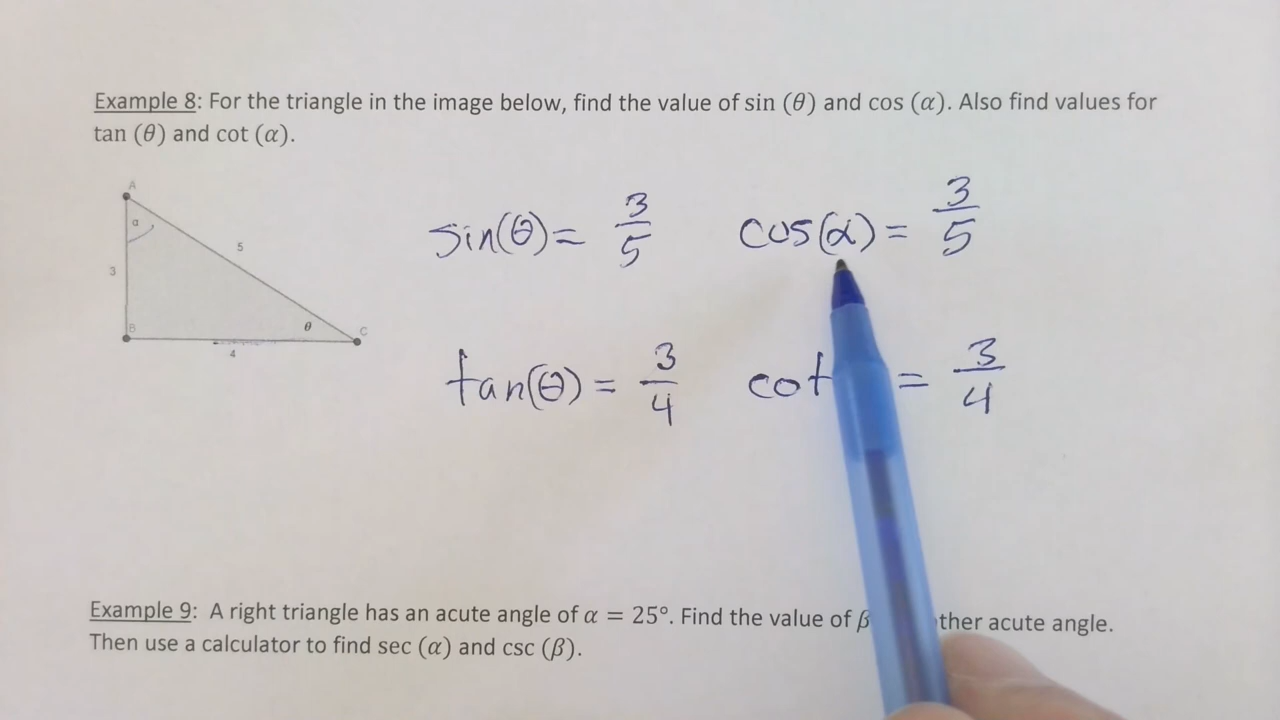 Example 8: For the triangle in the image below, find the value of sin (θ) and cos (α). Also find values for
tan (θ) and cot (α).
A
α
5
3
B
θ
C
4
sin(θ) = 3/5
cos(α) = 3/5
tan(θ) = 3/4
cot = 3/4
Example 9: A right triangle has an acute angle of α = 25°. Find the value of β ther acute angle.
Then use a calculator to find sec (α) and csc (β).